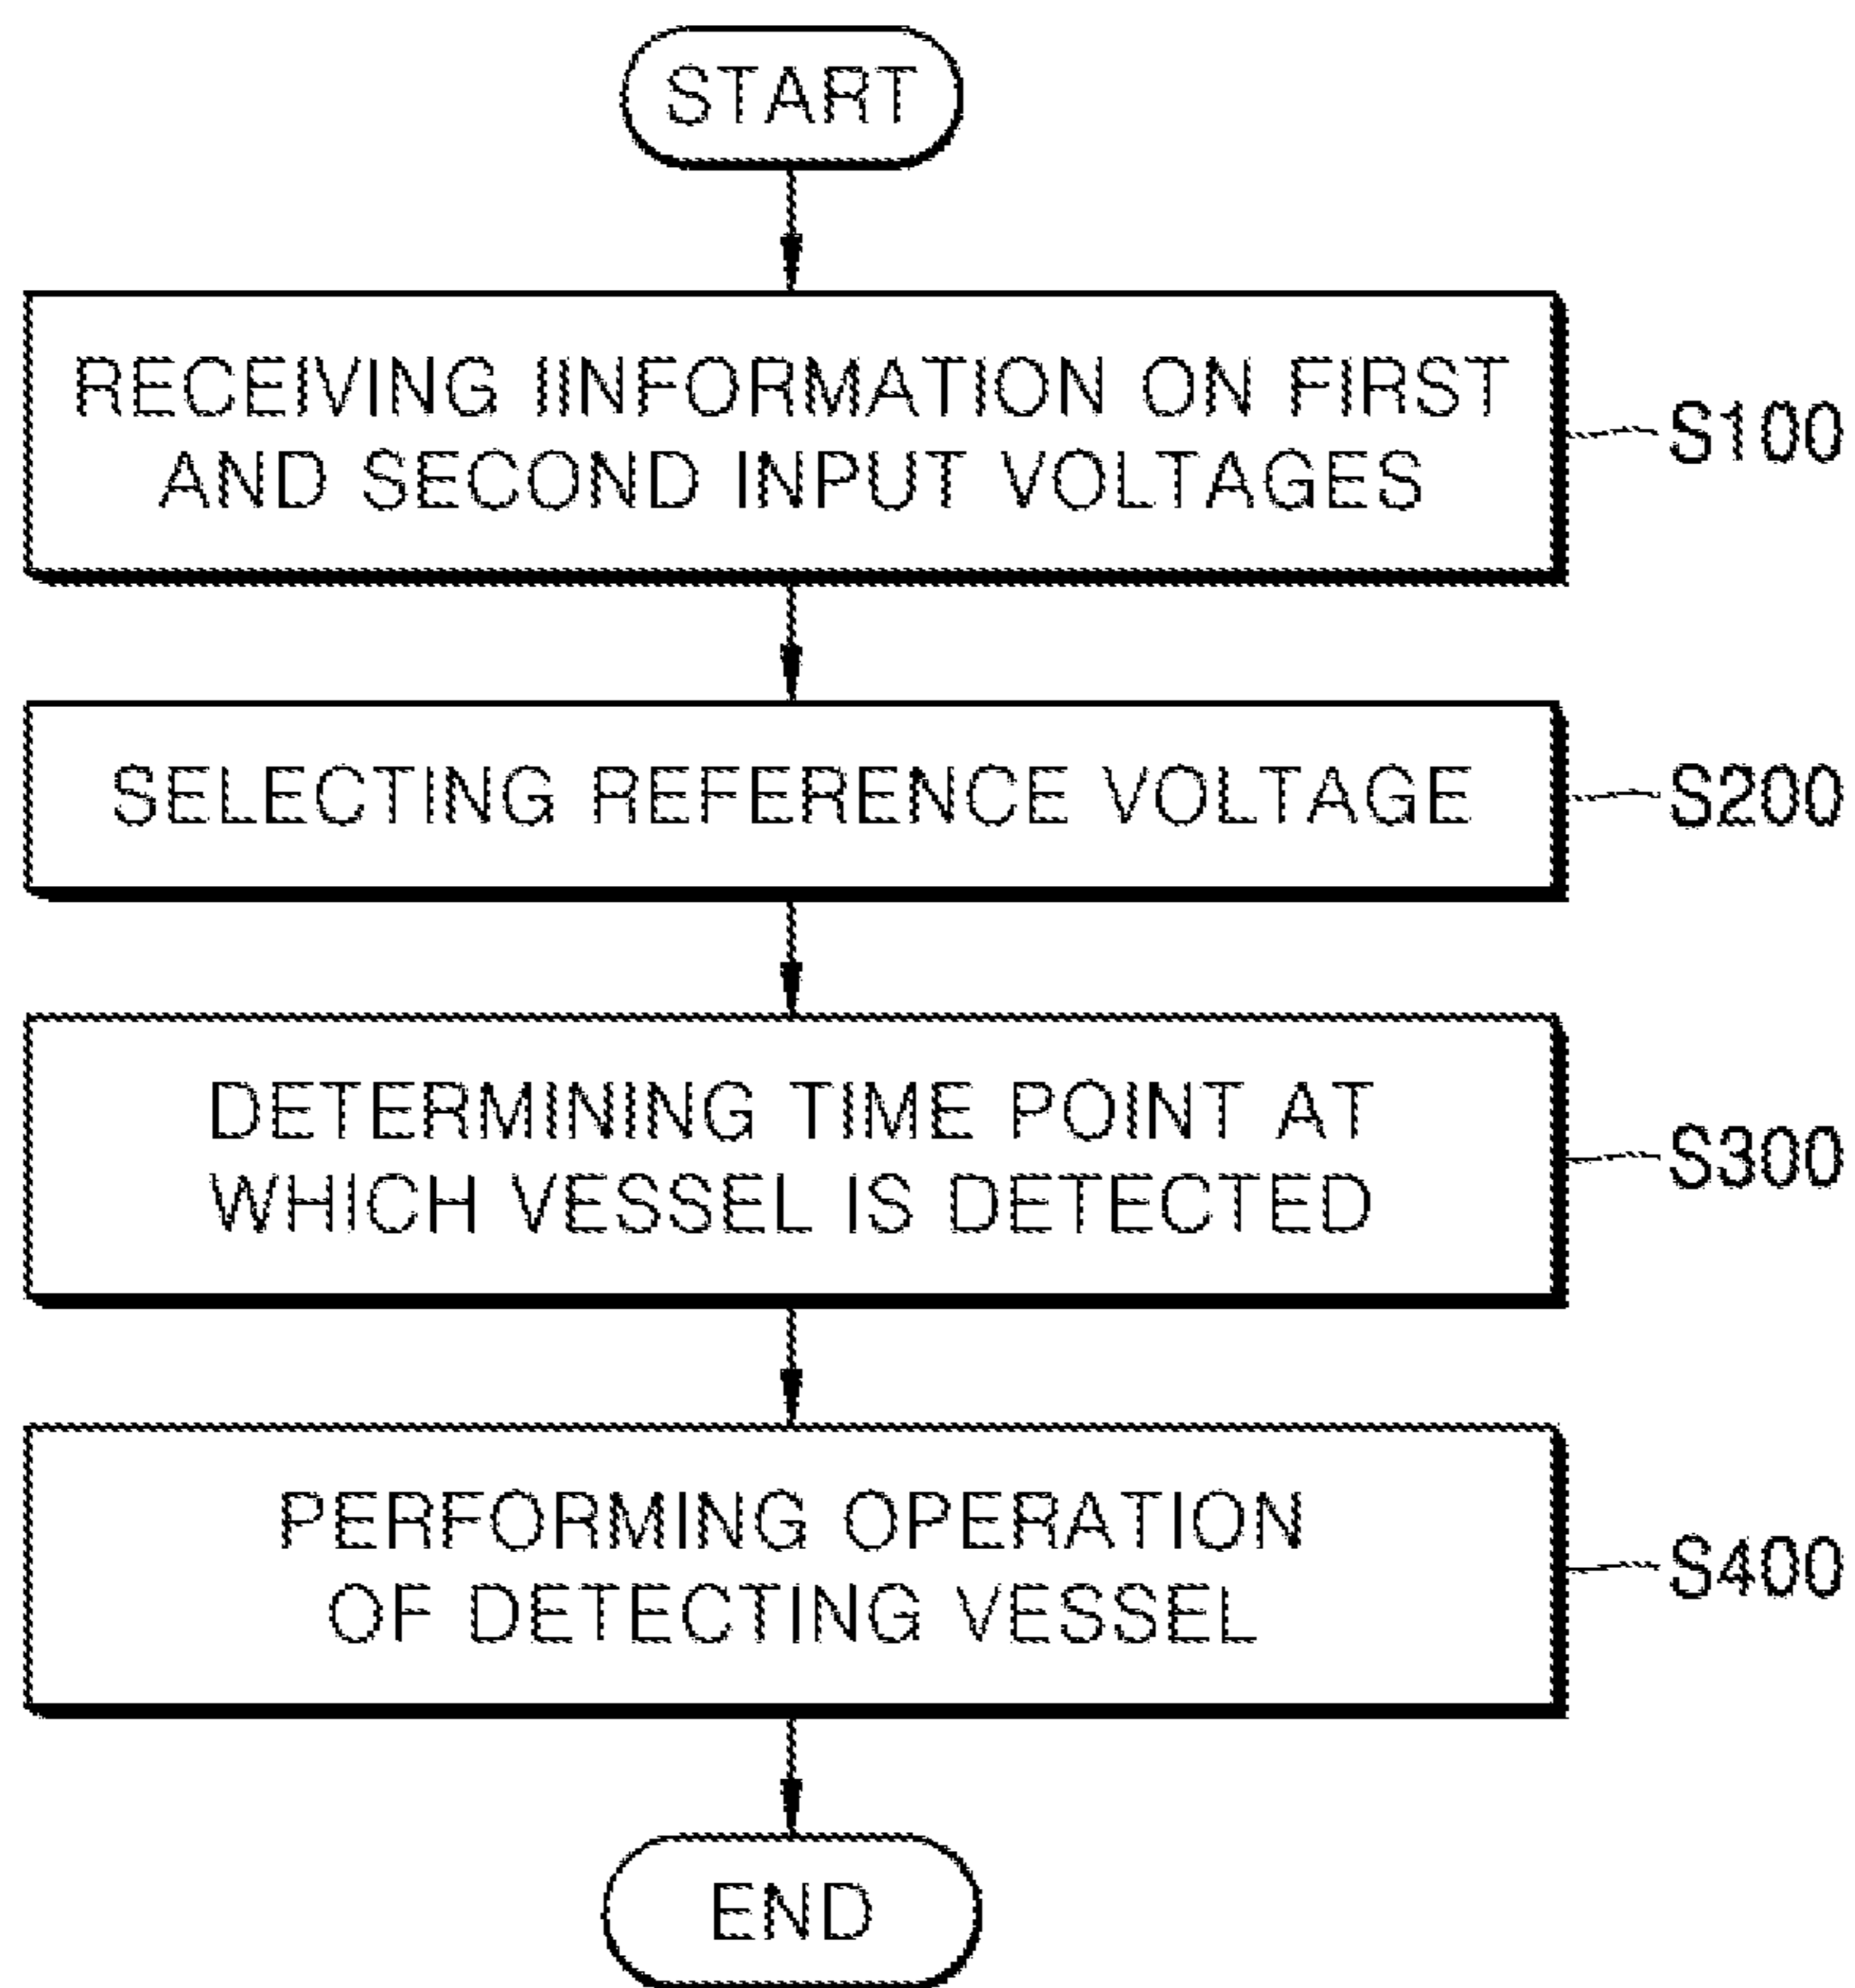 START
RECEIVING IINFORMATION ON FIRST
AND SECOND INPUT VOLTAGES
S100
SELECTING REFERENCE VOLTAGE
S200
DETERMINING TIME POINT AT
WHICH VESSEL IS DETECTED
S300
PERFORMING OPERATION
OF DETECTING VESSEL
S400
END